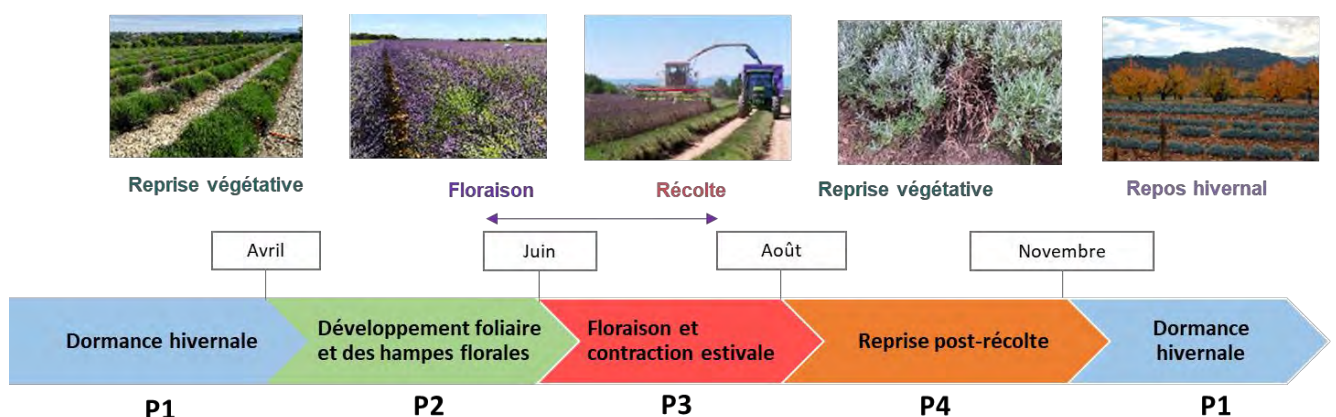 Reprise végétative
Floraison
Récolte
Reprise végétative
Repos hivernal
Avril
Juin
Août
Novembre
Dormance hivernale
Développement foliaire
et des hampes florales
Floraison et
contraction estivale
Reprise post-récolte
Dormance
hivernale
P1
P2
P3
P4
P1